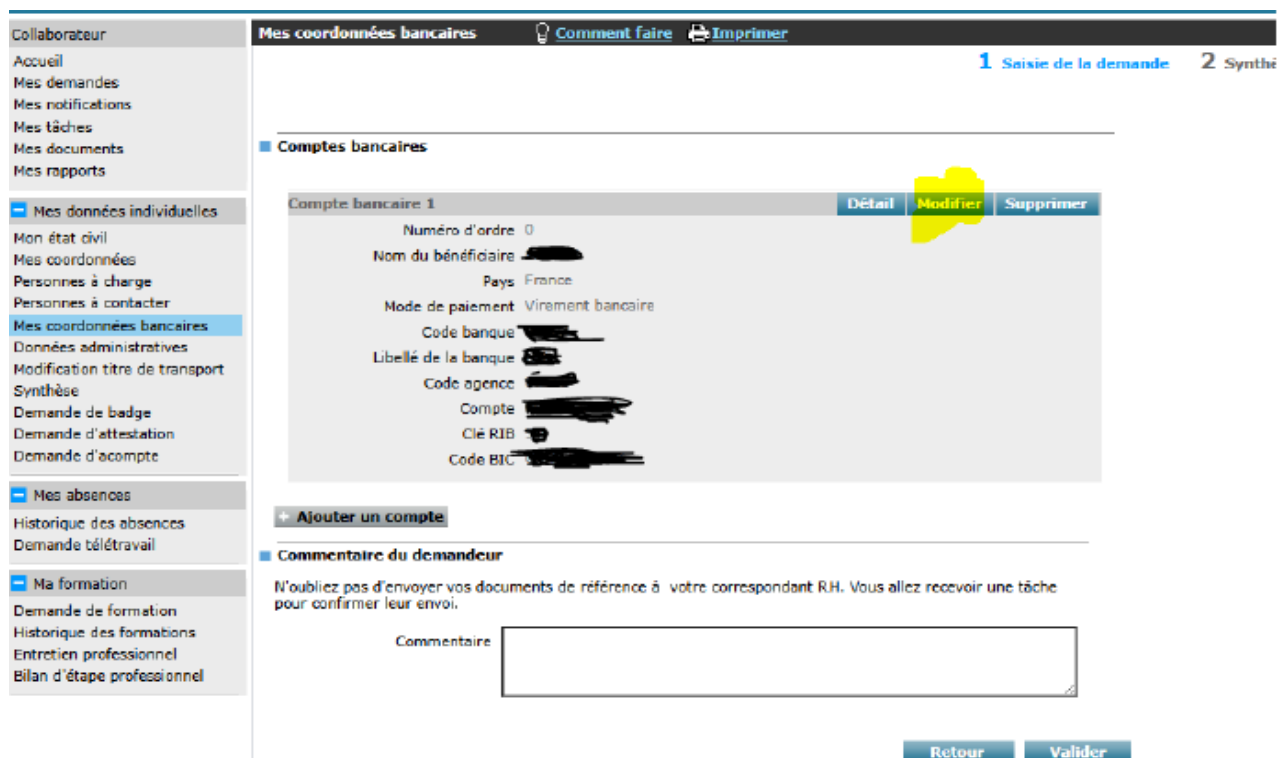 Collaborateur
Accueil
Mes demandes
Mes notifications
Mes tâches
Mes documents
Mes rapports
Mes données individuelles
Mon état civil
Mes coordonnées
Personnes à charge
Personnes à contacter
Mes coordonnées bancaires
Données administratives
Modification titre de transport
Synthèse
Demande de badge
Demande d'attestation
Demande d'acompte
Mes absences
Historique des absences
Demande télétravail
Ma formation
Demande de formation
Historique des formations
Entretien professionnel
Bilan d'étape professionnel
Mes coordonnées bancaires Comment faire Imprimer
1 Saisie de la demande 2 Synthè
Comptes bancaires
Compte bancaire 1 Détail Modifier Supprimer
Numéro d'ordre 0
Nom du bénéficiaire
Pays France
Mode de paiement Virement bancaire
Code banque
Libellé de la banque
Code agence
Compte
Clé RIB
Code BIC
+ Ajouter un compte
Commentaire du demandeur
N'oubliez pas d'envoyer vos documents de référence à votre correspondant R.H. Vous allez recevoir une tâche
pour confirmer leur envoi.
Commentaire
Retour Valider